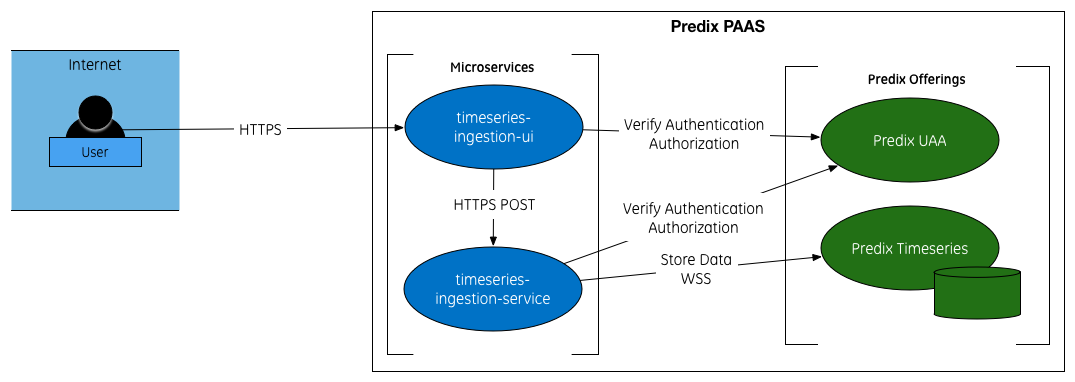 Predix PAAS
Internet
User
HTTPS
Microservices
timeseries-
ingestion-ui
HTTPS POST
timeseries-
ingestion-service
Verify Authentication
Authorization
Verify Authentication
Authorization
Store Data
WSS
Predix Offerings
Predix UAA
Predix Timeseries